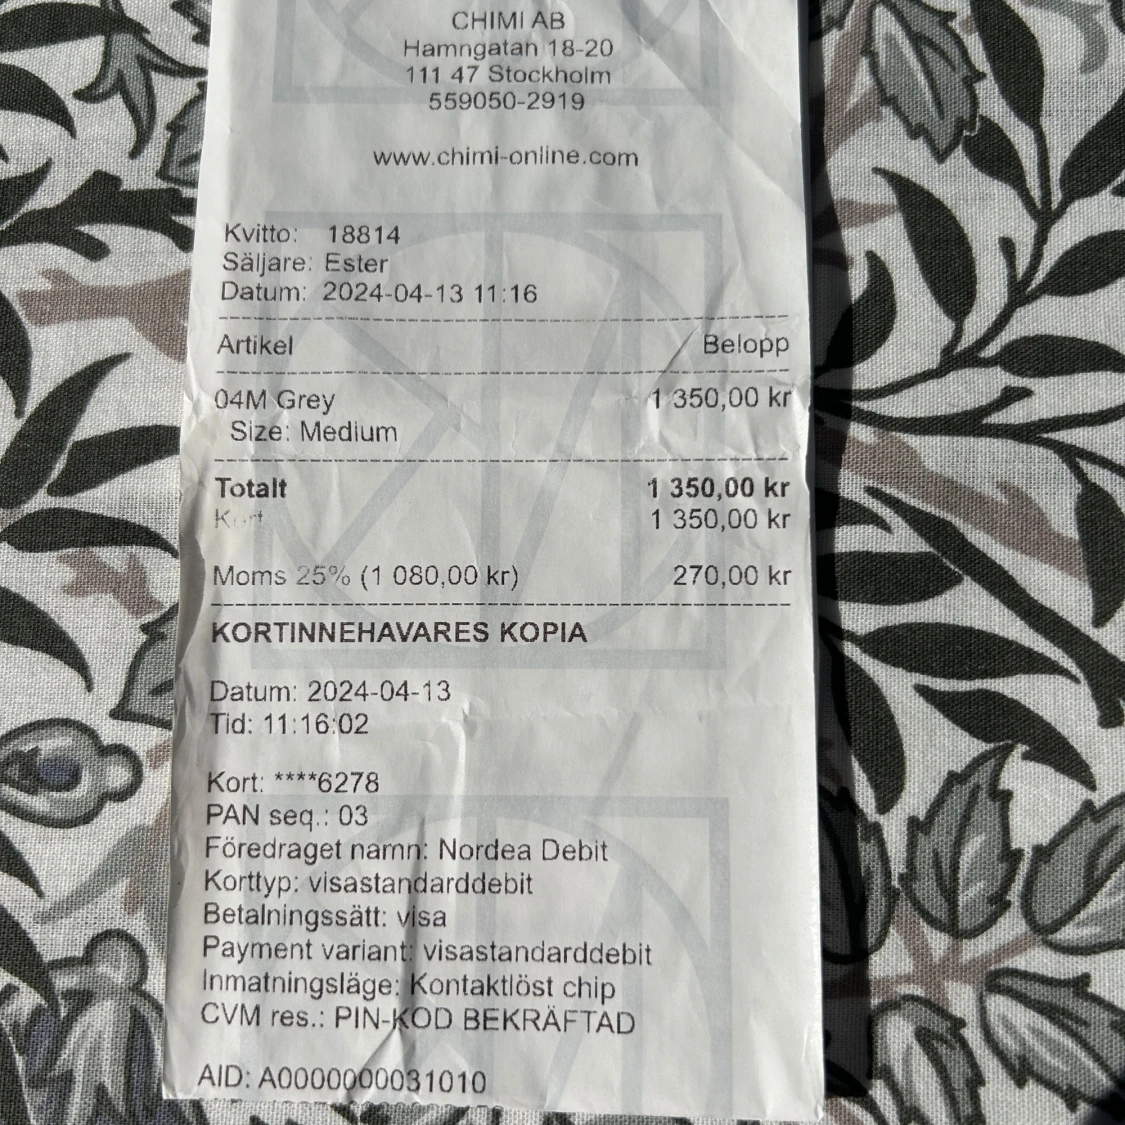 CHIMI AB
Hamngatan 18-20
111 47 Stockholm
559050-2919
www.chimi-online.com
Kvitto: 18814
Säljare: Ester
Datum: 2024-04-13 11:16
Artikel Belopp
04M Grey 1 350,00 kr
Size: Medium
Totalt 1 350,00 kr
Kort 1 350,00 kr
Moms 25% (1 080,00 kr) 270,00 kr
KORTINNEHAVARES KOPIA
Datum: 2024-04-13
Tid: 11:16:02
Kort: ****6278
PAN seq.: 03
Föredraget namn: Nordea Debit
Korttyp: visastandarddebit
Betalningssätt: visa
Payment variant: visastandarddebit
Inmatningsläge: Kontaktlöst chip
CVM res.: PIN-KOD BEKRÄFTAD
AID: A0000000031010